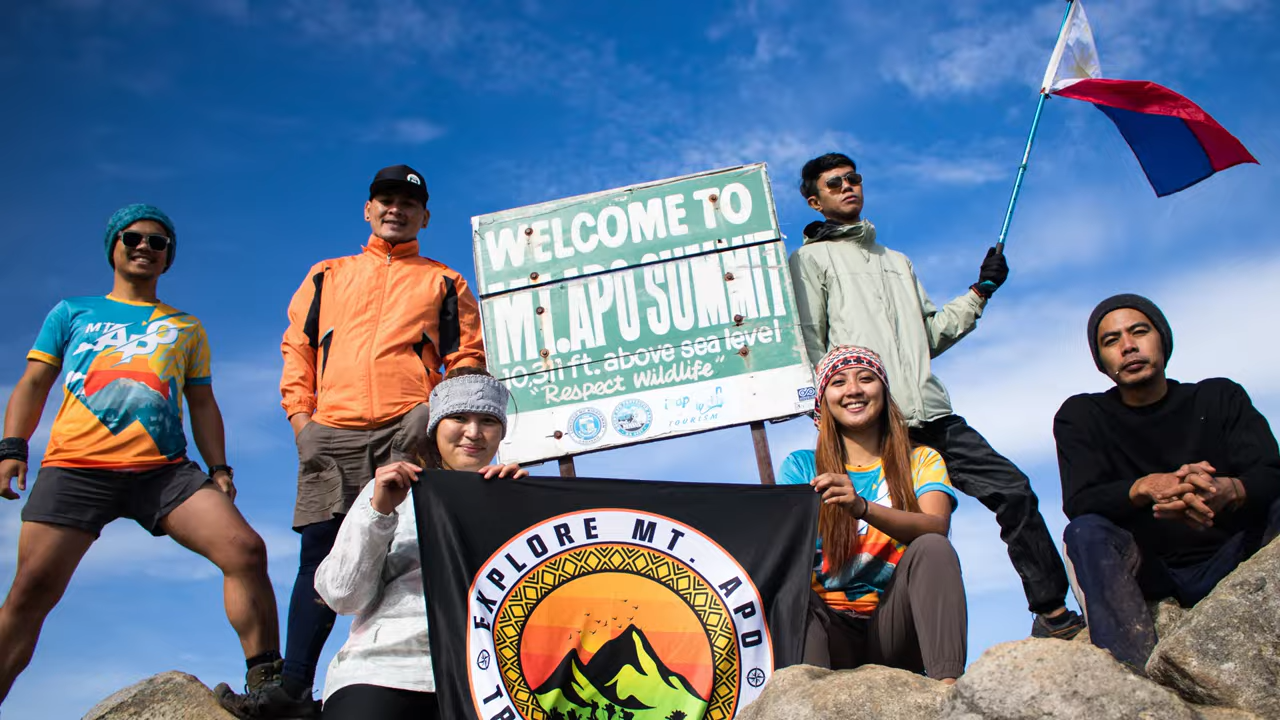 WELCOME TO
MT. APO SUMMIT
10,311 ft. above sea level
"Respect Wildlife"
TOURISM
MT.
APO
EXPLORE MT. APO